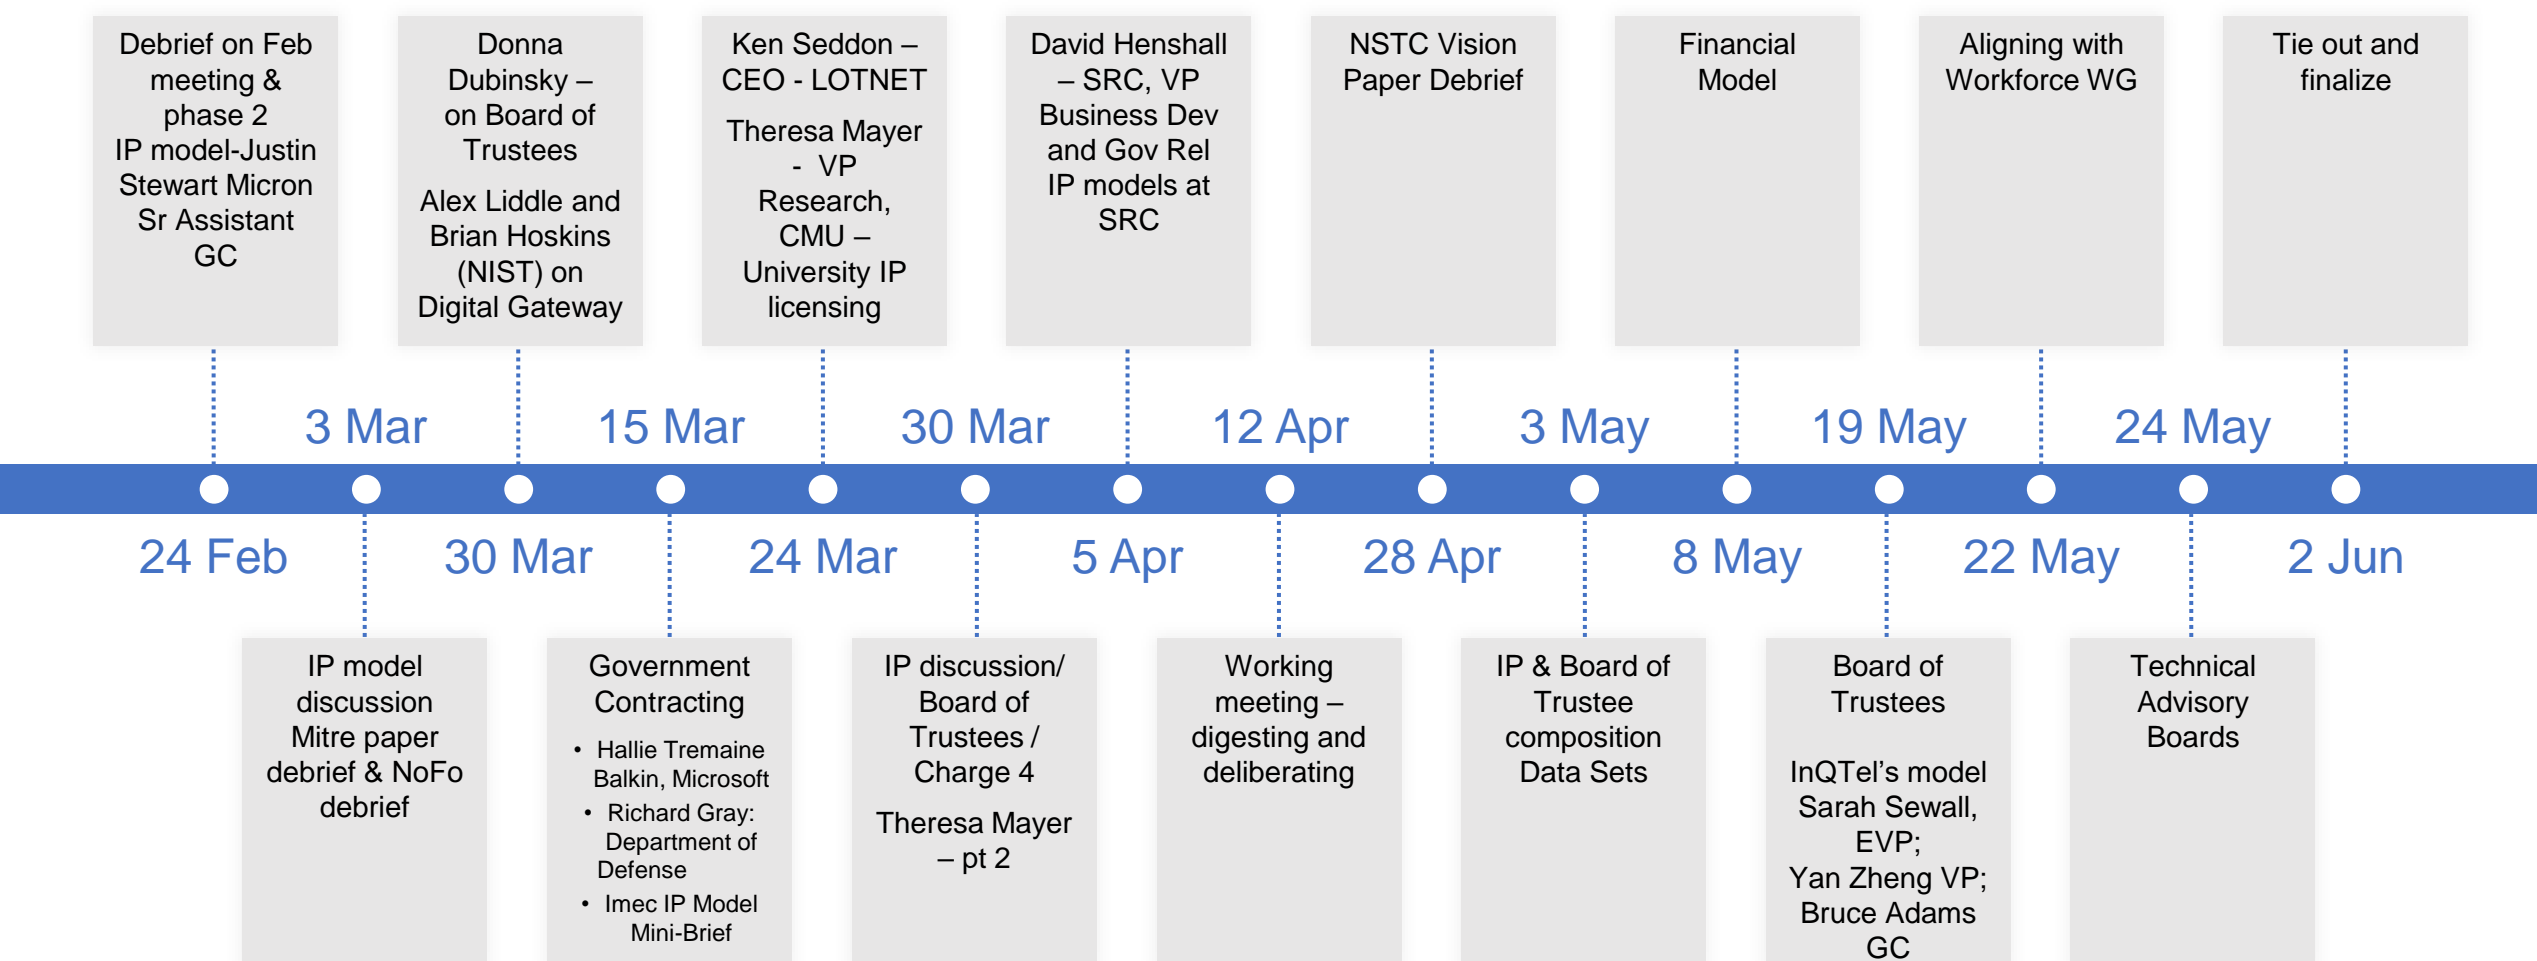 Debrief on Feb
meeting &
phase 2
IP model-Justin
Stewart Micron
Sr Assistant
GC
Donna
Dubinsky –
on Board of
Trustees
Alex Liddle and
Brian Hoskins
(NIST) on
Digital Gateway
Ken Seddon –
CEO - LOTNET
Theresa Mayer
- VP
Research,
CMU –
University IP
licensing
David Henshall
– SRC, VP
Business Dev
and Gov Rel
IP models at
SRC
NSTC Vision
Paper Debrief
Financial
Model
Aligning with
Workforce WG
Tie out and
finalize
3 Mar
15 Mar
30 Mar
12 Apr
3 May
19 May
24 May
24 Feb
30 Mar
24 Mar
5 Apr
28 Apr
8 May
22 May
2 Jun
IP model
discussion
Mitre paper
debrief & NoFo
debrief
Government
Contracting
• Hallie Tremaine
Balkin, Microsoft
• Richard Gray:
Department of
Defense
• Imec IP Model
Mini-Brief
IP discussion/
Board of
Trustees /
Charge 4
Theresa Mayer
– pt 2
Working
meeting –
digesting and
deliberating
IP & Board of
Trustee
composition
Data Sets
Board of
Trustees
InQTel’s model
Sarah Sewall,
EVP;
Yan Zheng VP;
Bruce Adams
GC
Technical
Advisory
Boards